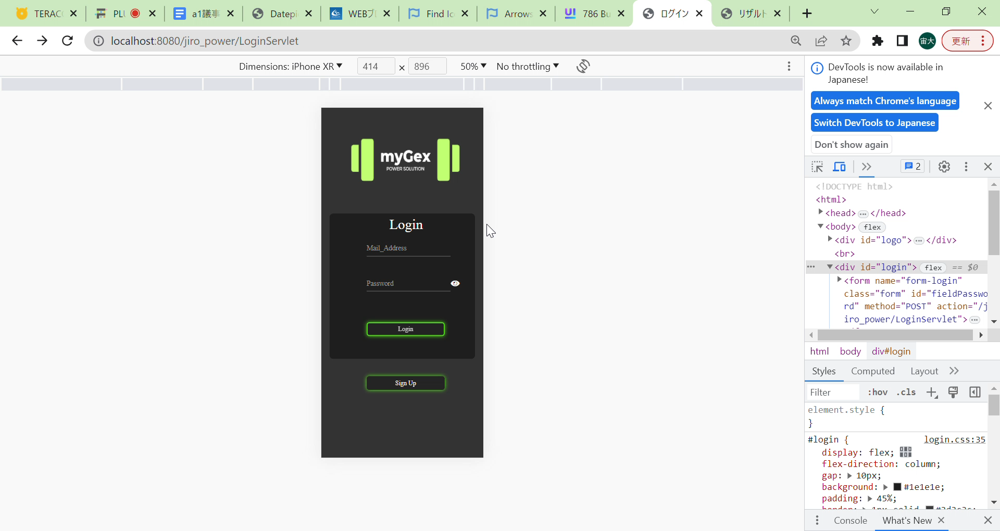 TERAC
PLU
a1議事
Datepi
WEBブ
Find Ic
Arrows
786 Bu
ログイン
リザルト
localhost:8080/jiro_power/LoginServlet
宙大
更新
Dimensions: iPhone XR
414 × 896
50%
No throttling
DevTools is now available in
Japanese!
Always match Chrome's language
Switch DevTools to Japanese
Don't show again
2
myGex
POWER SOLUTION
Login
Mail_Address
Password
Login
Sign Up
<!DOCTYPE html>
<html>
<head> ••• </head>
<body> flex
<div id="logo"> ••• </div>
<br>
••• <div id="login"> flex == $0
<form name="form-login"
class="form" id="fieldPasswo
rd" method="POST" action="/j
iro_power/LoginServlet"> •••
html body div#login
Styles Computed Layout
Filter :hov .cls
element.style {
}
#login { login.css:35
display: flex;
flex-direction: column;
gap: 10px;
background: #1e1e1e;
padding: 45%;
Console What's New